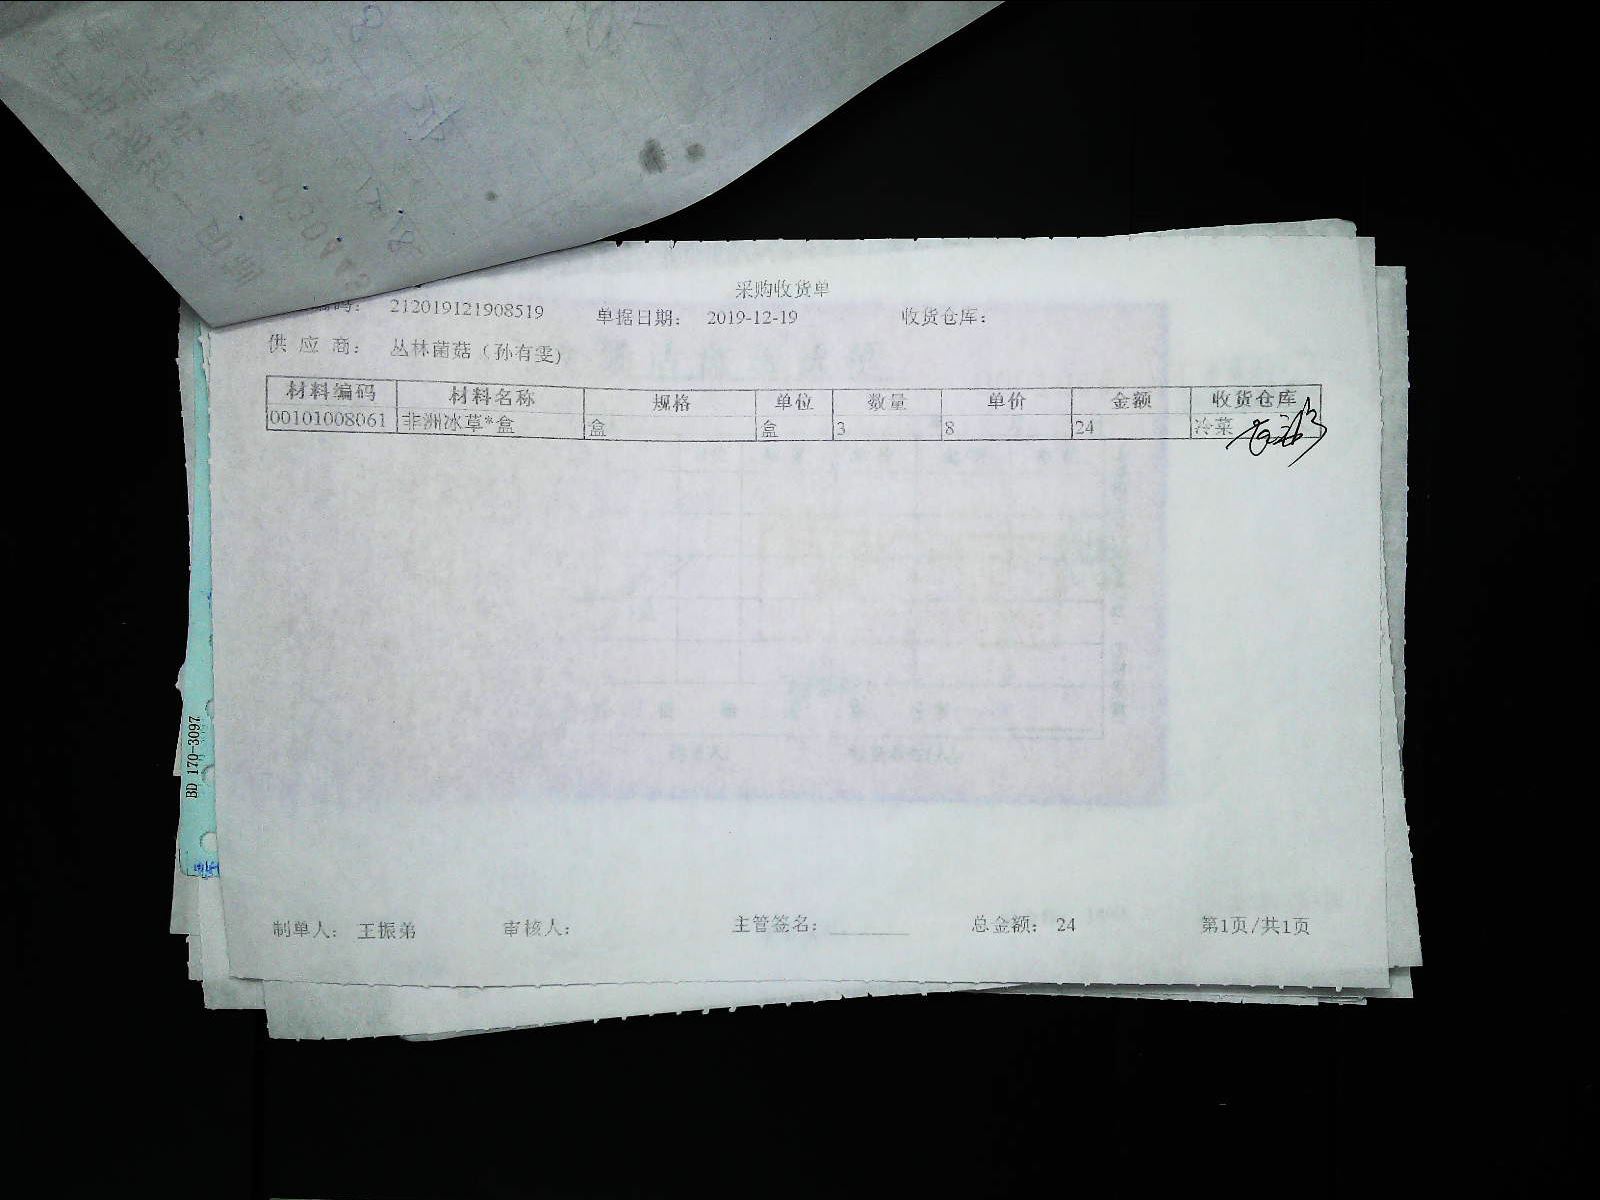 采购收货单
码： 212019121908519 单据日期： 2019-12-19 收货仓库：
供 应 商： 丛林菌菇（孙有雯)
材料编码 材料名称 规格 单位 数量 单价 金额 收货仓库
00101008061 非洲冰草*盒 盒 盒 3 8 24 冷菜
BD 170-3097
制单人： 王振弟 审核人： 主管签名：________ 总金额： 24 第1页/共1页